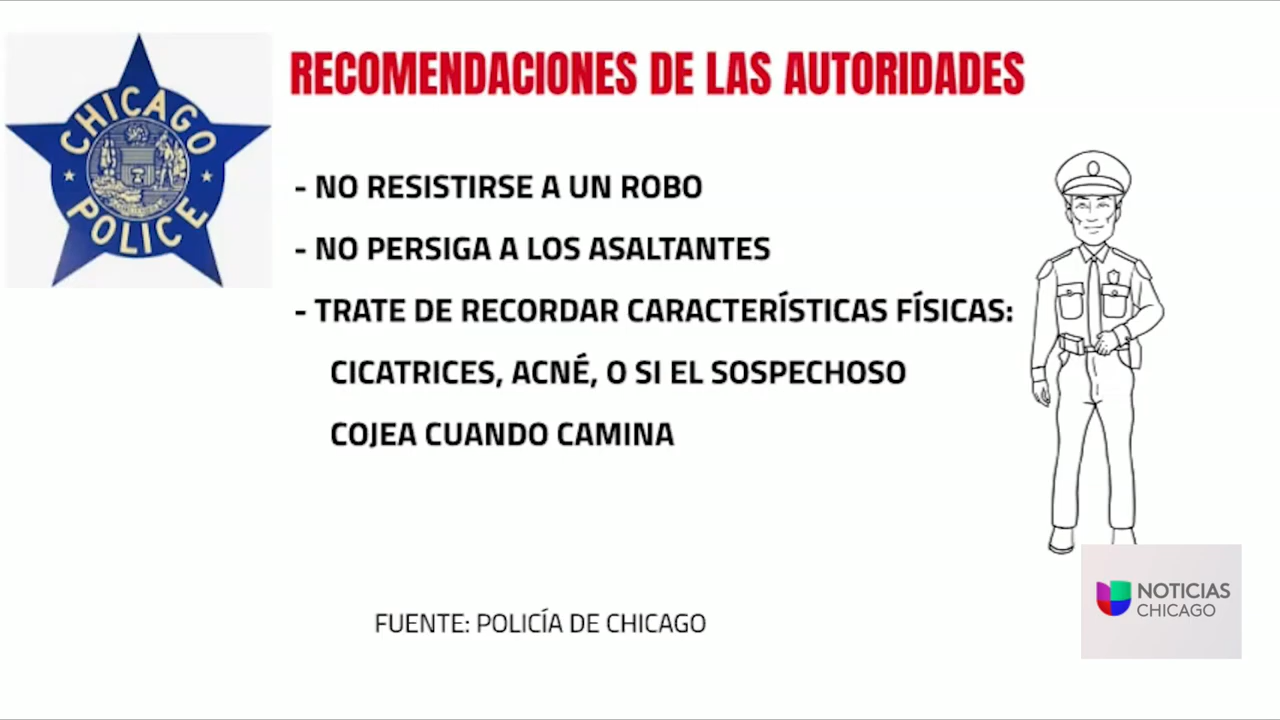 CHICAGO
POLICE
RECOMENDACIONES DE LAS AUTORIDADES
- NO RESISTIRSE A UN ROBO
- NO PERSIGA A LOS ASALTANTES
- TRATE DE RECORDAR CARACTERÍSTICAS FÍSICAS:
CICATRICES, ACNÉ, O SI EL SOSPECHOSO
COJEA CUANDO CAMINA
FUENTE: POLICÍA DE CHICAGO
NOTICIAS
CHICAGO